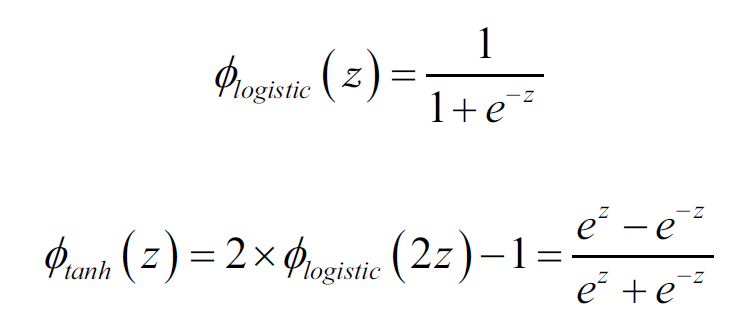 ϕ_logistic (z) = 1 / (1 + e^{-z})
ϕ_tanh (z) = 2 × ϕ_logistic (2z) − 1 = (e^z − e^{-z}) / (e^z + e^{-z})